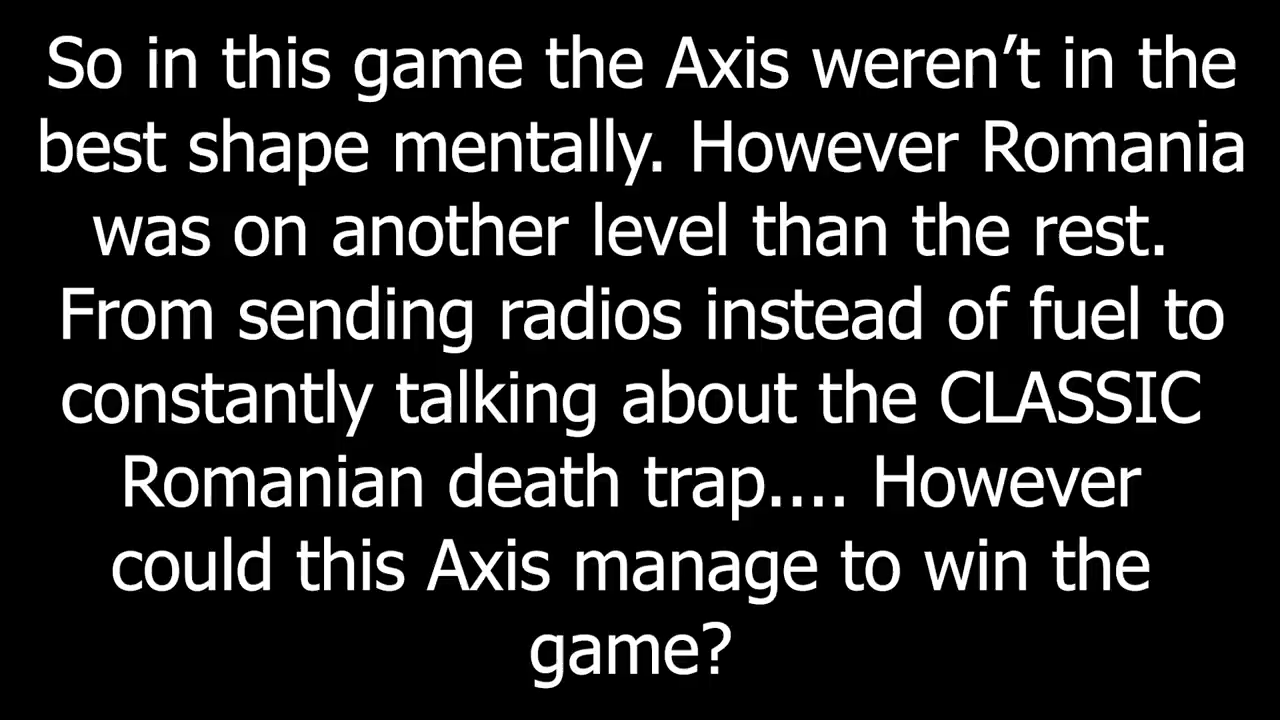 So in this game the Axis weren’t in the
best shape mentally. However Romania
was on another level than the rest.
From sending radios instead of fuel to
constantly talking about the CLASSIC
Romanian death trap.... However
could this Axis manage to win the
game?